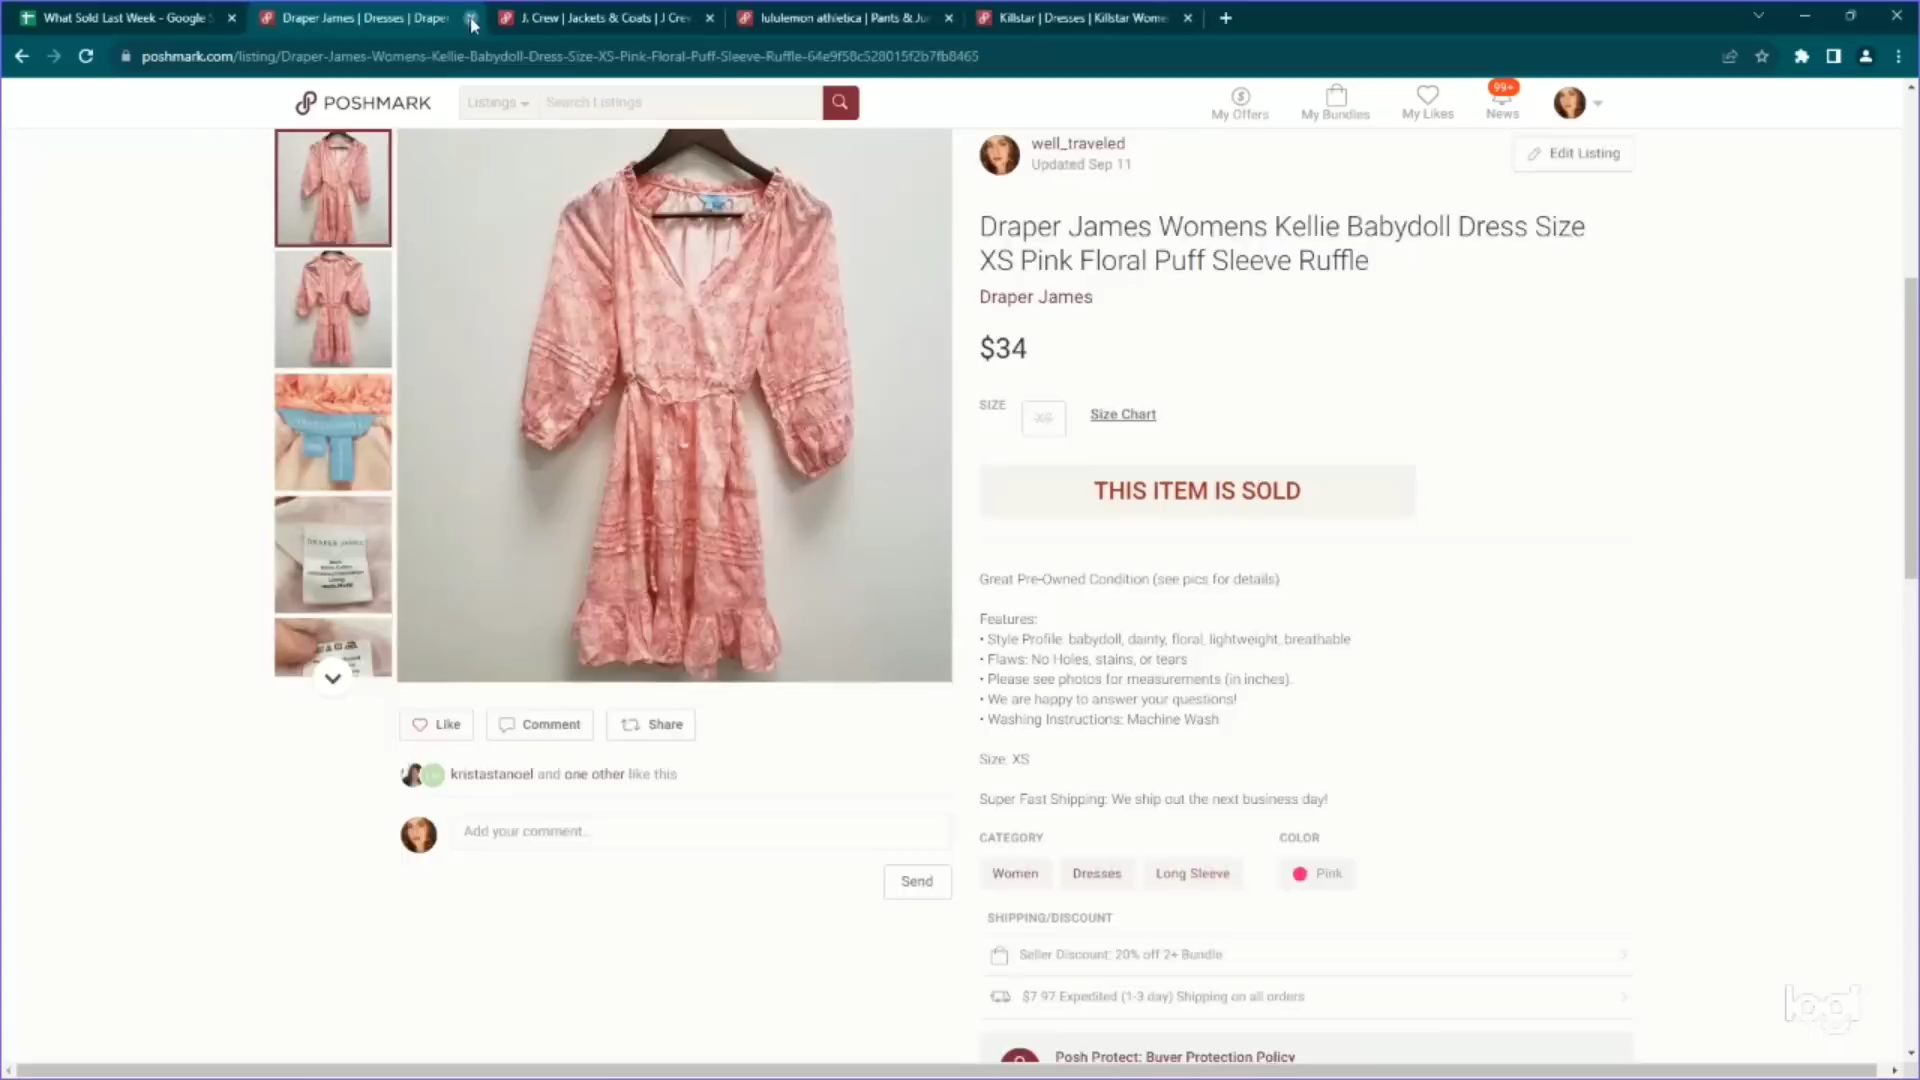 What Sold Last Week - Google S
Draper James | Dresses | Draper
J. Crew | Jackets & Coats | J Crew
lululemon athletica | Pants & Ju
Killstar | Dresses | Killstar Wome
poshmark.com/listing/Draper-James-Womens-Kellie-Babydoll-Dress-Size-XS-Pink-Floral-Puff-Sleeve-Ruffle-64e9f58c528015f2b7fb8465
POSHMARK
Listings
Search Listings
My Offers
My Bundles
My Likes
99+
News
well_traveled
Updated Sep 11
Edit Listing
Draper James Womens Kellie Babydoll Dress Size
XS Pink Floral Puff Sleeve Ruffle
Draper James
$34
SIZE
XS
Size Chart
THIS ITEM IS SOLD
Great Pre-Owned Condition (see pics for details)
Features:
• Style Profile: babydoll, dainty, floral, lightweight, breathable
• Flaws: No Holes, stains, or tears
• Please see photos for measurements (in inches).
• We are happy to answer your questions!
• Washing Instructions: Machine Wash
Size: XS
Super Fast Shipping: We ship out the next business day!
CATEGORY
COLOR
Women
Dresses
Long Sleeve
Pink
SHIPPING/DISCOUNT
Seller Discount: 20% off 2+ Bundle
$7.97 Expedited (1-3 day) Shipping on all orders
Posh Protect: Buyer Protection Policy
DRAPER JAMES
Like
Comment
Share
kristastanoel and one other like this
Add your comment...
Send
logi